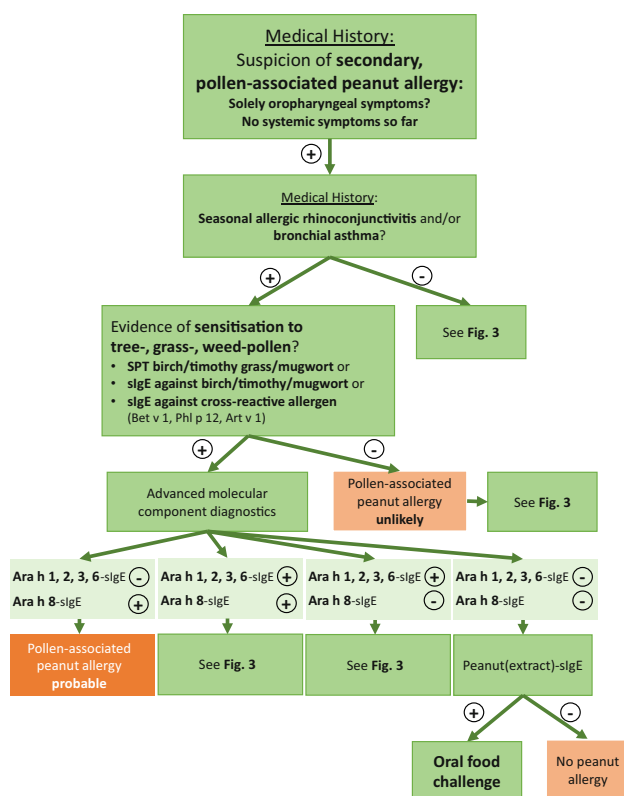 Medical History:
Suspicion of secondary,
pollen-associated peanut allergy:
Solely oropharyngeal symptoms?
No systemic symptoms so far
+
Medical History:
Seasonal allergic rhinoconjunctivitis and/or
bronchial asthma?
+
-
Evidence of sensitisation to
tree-, grass-, weed-pollen?
• SPT birch/timothy grass/mugwort or
• sIgE against birch/timothy/mugwort or
• sIgE against cross-reactive allergen
(Bet v 1, Phl p 12, Art v 1)
See Fig. 3
+
-
Advanced molecular
component diagnostics
Pollen-associated
peanut allergy
unlikely
See Fig. 3
Ara h 1, 2, 3, 6-sIgE -
Ara h 8-sIgE +
Ara h 1, 2, 3, 6-sIgE +
Ara h 8-sIgE +
Ara h 1, 2, 3, 6-sIgE +
Ara h 8-sIgE -
Ara h 1, 2, 3, 6-sIgE -
Ara h 8-sIgE -
Pollen-associated
peanut allergy
probable
See Fig. 3
See Fig. 3
Peanut(extract)-sIgE
+
-
Oral food
challenge
No peanut
allergy